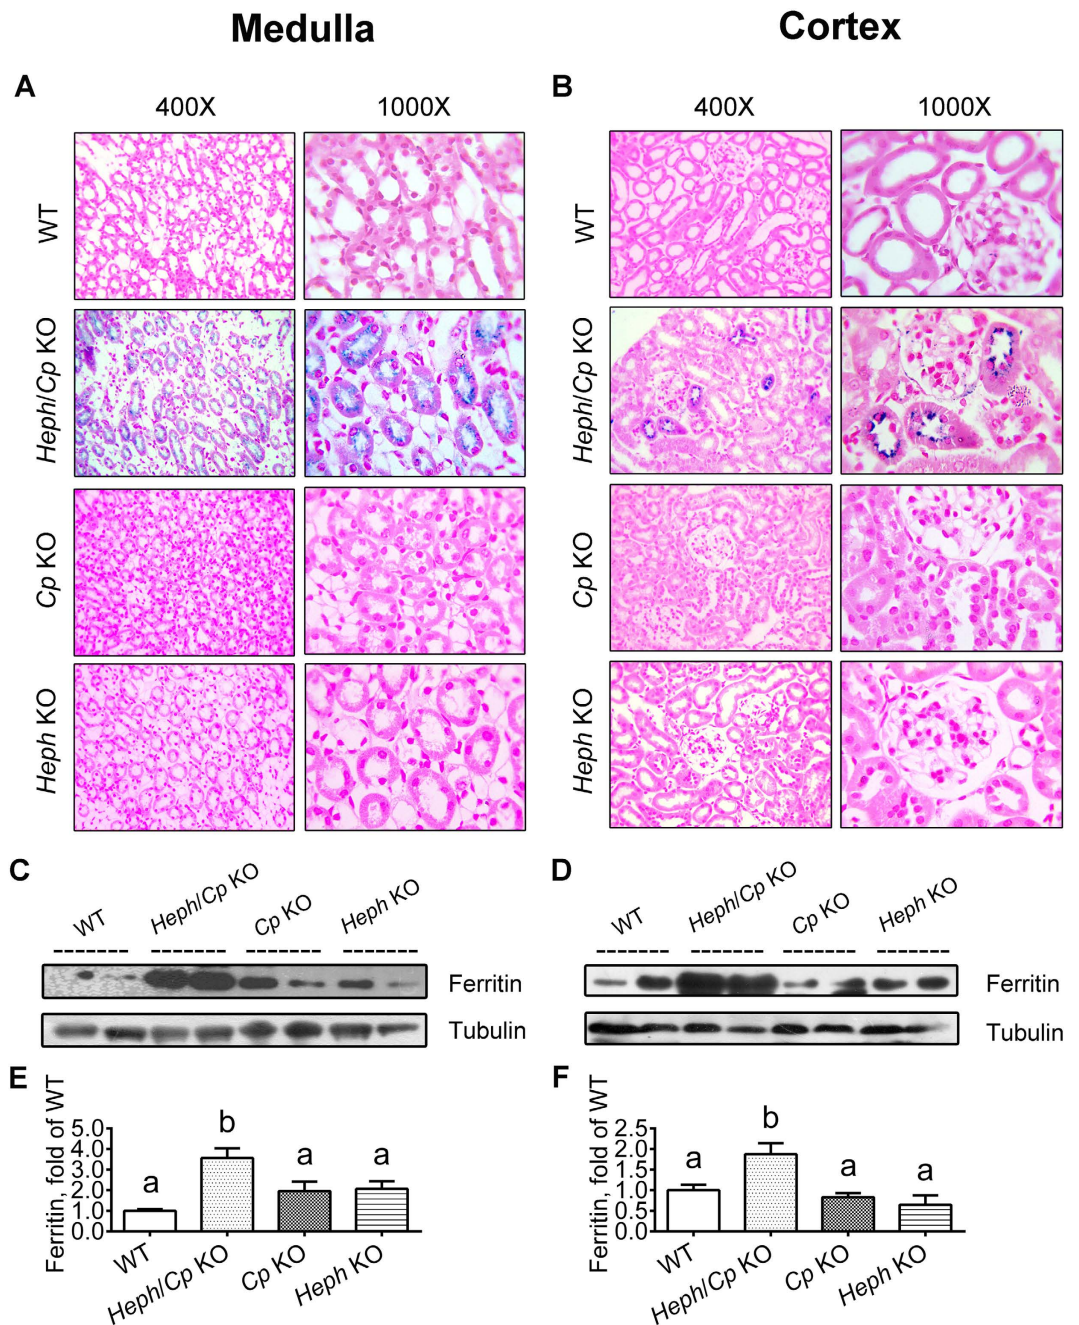 Medulla
Cortex
A
B
400X
1000X
400X
1000X
WT
WT
Heph/Cp KO
Heph/Cp KO
Cp KO
Cp KO
Heph KO
Heph KO
C
D
WT
Heph/Cp KO
Cp KO
Heph KO
WT
Heph/Cp KO
Cp KO
Heph KO
Ferritin
Ferritin
Tubulin
Tubulin
E
Ferritin, fold of WT
5.0
4.0
3.0
2.0
1.0
0.0
a
b
a
a
WT
Heph/Cp KO
Cp KO
Heph KO
F
Ferritin, fold of WT
2.5
2.0
1.5
1.0
0.5
0.0
a
b
a
a
WT
Heph/Cp KO
Cp KO
Heph KO